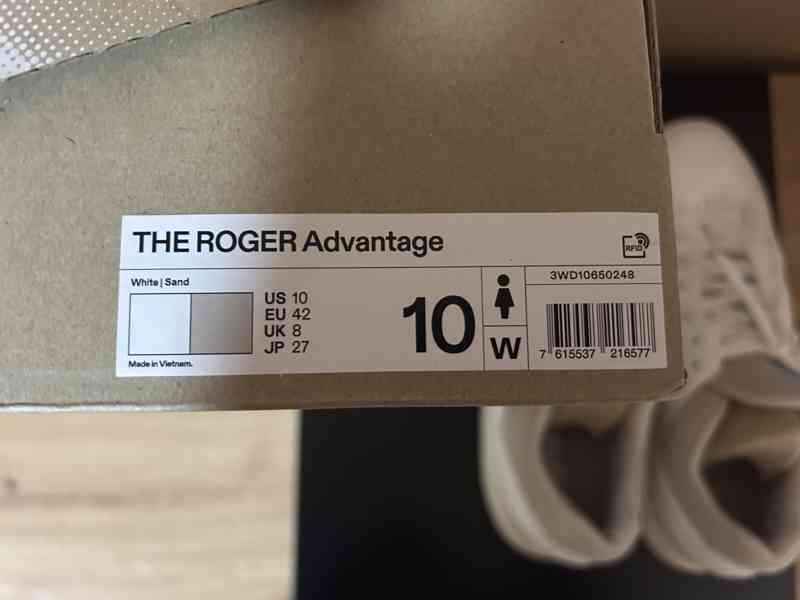 THE ROGER Advantage
RFID
3WD10650248
White | Sand
US 10
EU 42
UK 8
JP 27
10
W
7 615537 216577
Made in Vietnam.